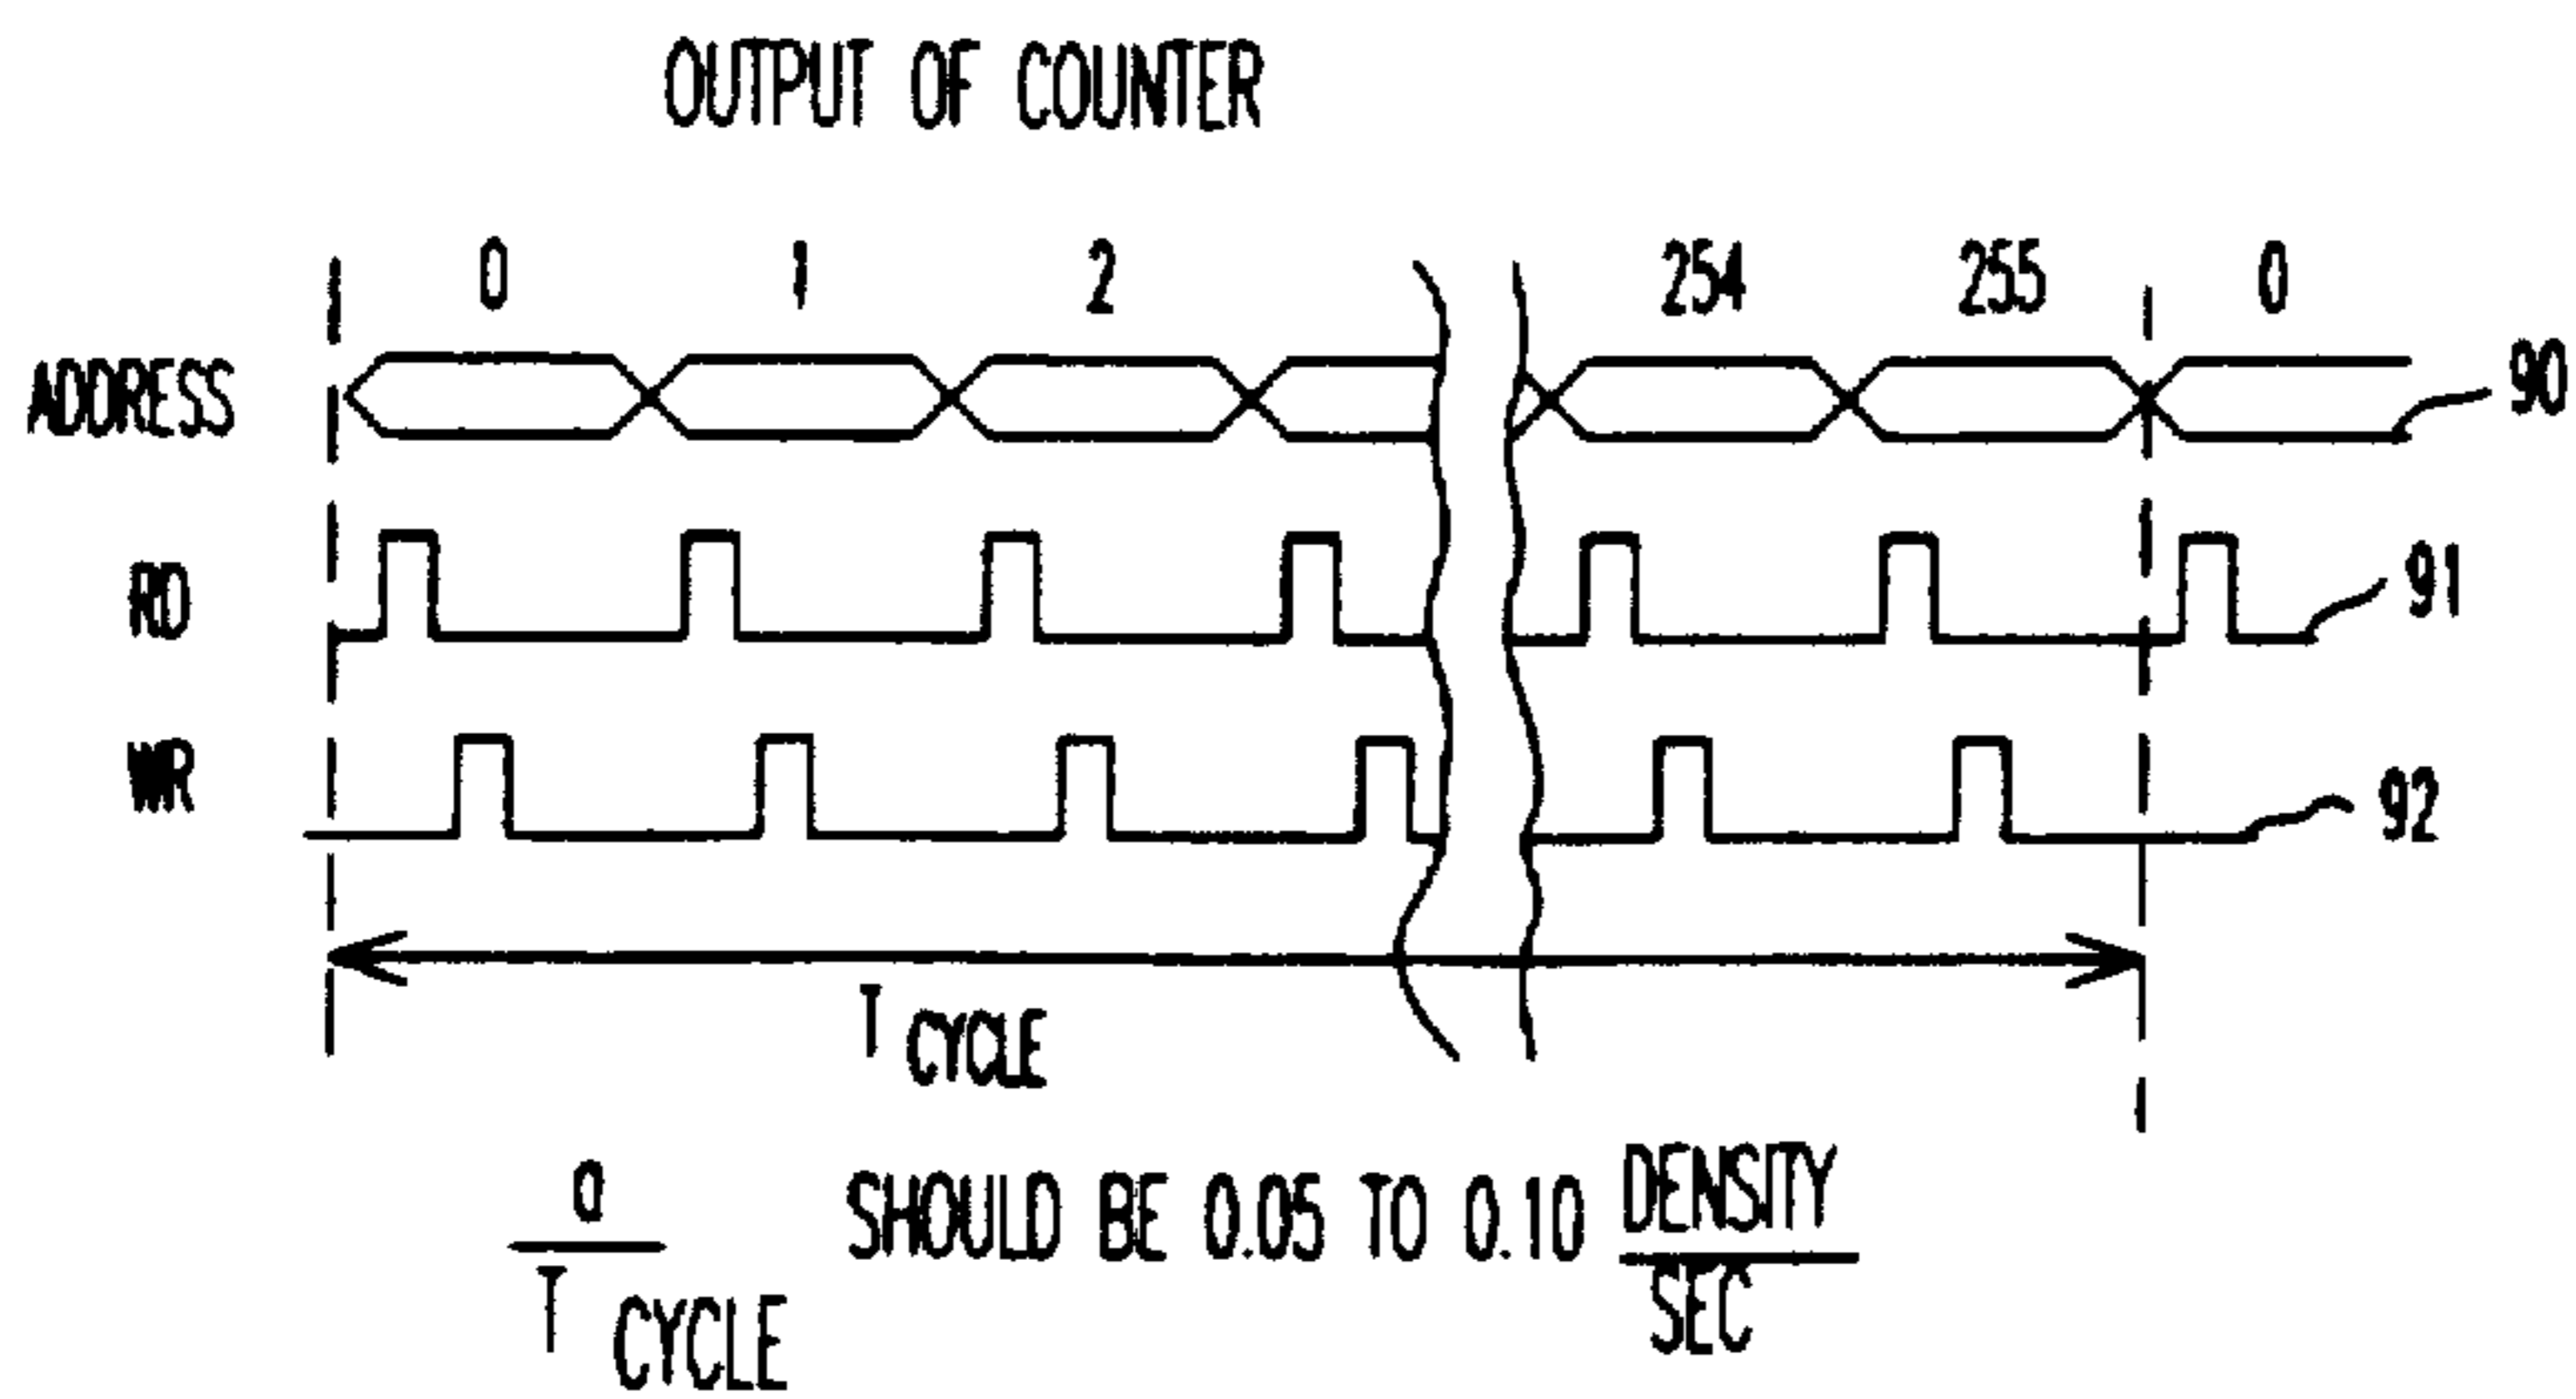 OUTPUT OF COUNTER
0 1 2 254 255 0
ADDRESS 90
RD 91
WR 92
T CYCLE
a SHOULD BE 0.05 TO 0.10 DENSITY
T CYCLE SEC